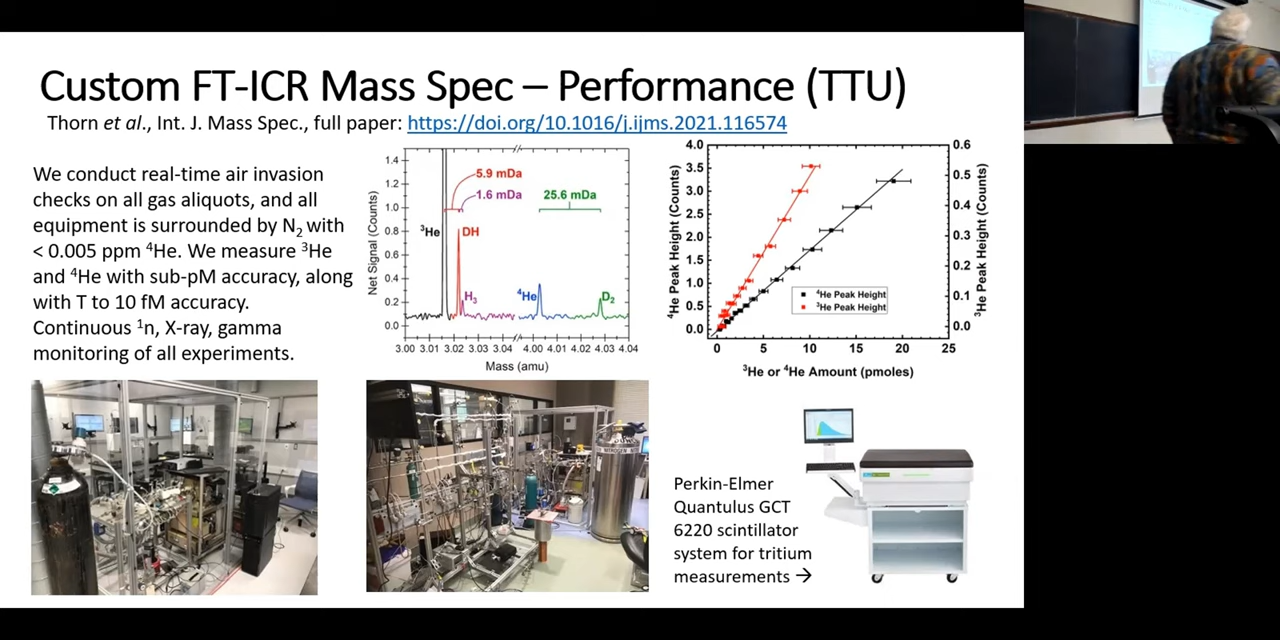 Custom FT-ICR Mass Spec – Performance (TTU)
Thorn et al., Int. J. Mass Spec., full paper: https://doi.org/10.1016/j.ijms.2021.116574
We conduct real-time air invasion
checks on all gas aliquots, and all
equipment is surrounded by N₂ with
< 0.005 ppm ⁴He. We measure ³He
and ⁴He with sub-pM accuracy, along
with T to 10 fM accuracy.
Continuous ¹n, X-ray, gamma
monitoring of all experiments.
Net Signal (Counts)
1.4
1.2
1.0
0.8
0.6
0.4
0.2
0.0
5.9 mDa
1.6 mDa
25.6 mDa
³He
DH
H₃
⁴He
D₂
3.00 3.01 3.02 3.03 3.04 4.00 4.01 4.02 4.03 4.04
Mass (amu)
⁴He Peak Height (Counts)
4.0
3.5
3.0
2.5
2.0
1.5
1.0
0.5
0.0
0.6
0.5
0.4
0.3
0.2
0.1
0.0
³He Peak Height (Counts)
⁴He Peak Height
³He Peak Height
0 5 10 15 20 25
³He or ⁴He Amount (pmoles)
Perkin-Elmer
Quantulus GCT
6220 scintillator
system for tritium
measurements →